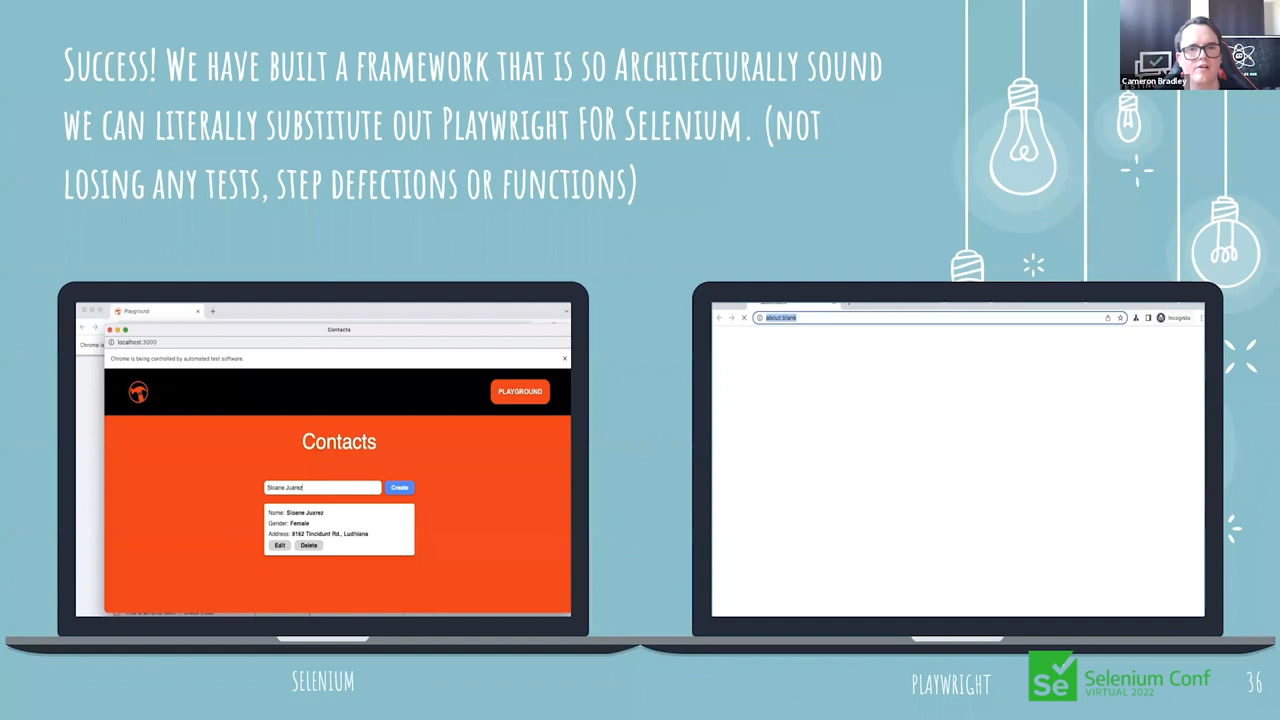 Success! We have built a framework that is so Architecturally sound
we can literally substitute out Playwright for Selenium. (not
losing any tests, step defections or functions)
Cameron Bradley
Playground
Contacts
localhost:3000
Chrome is
Chrome is being controlled by automated test software.
PLAYGROUND
Contacts
Sloane Juarez
Create
Name: Sloane Juarez
Gender: Female
Address: 8162 Tincidunt Rd., Ludhiana
Edit Delete
about:blank
Incognito
SELENIUM
PLAYWRIGHT
Se Selenium Conf
VIRTUAL 2022
36